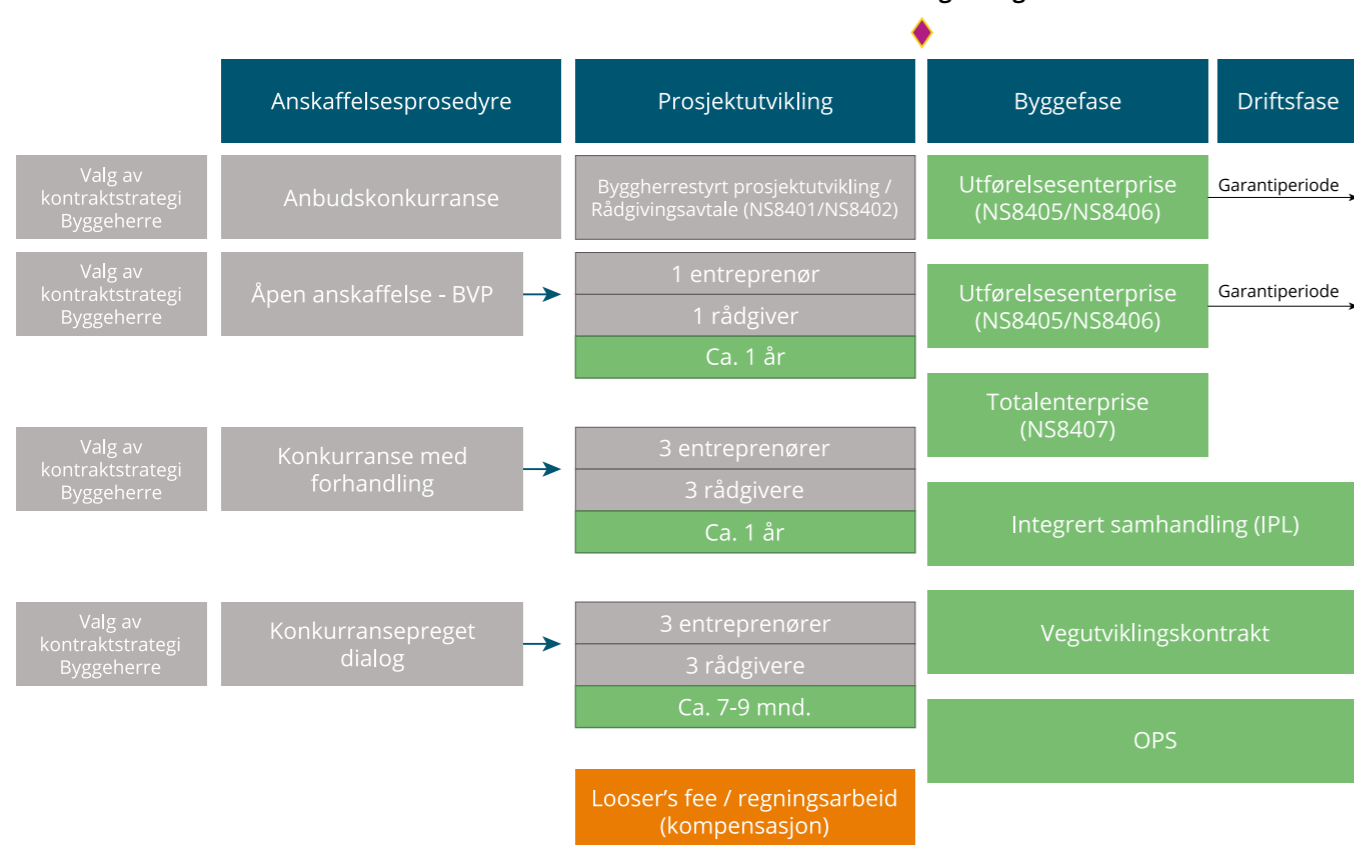 Anskaffelsesprosedyre
Prosjektutvikling
Byggefase
Driftsfase
Valg av
kontraktstrategi
Byggeherre
Anbudskonkurranse
Byggherrestyrt prosjektutvikling /
Rådgivingsavtale (NS8401/NS8402)
Utførelsesenterprise
(NS8405/NS8406)
Garantiperiode
Valg av
kontraktstrategi
Byggeherre
Åpen anskaffelse - BVP
1 entreprenør
1 rådgiver
Ca. 1 år
Utførelsesenterprise
(NS8405/NS8406)
Garantiperiode
Totalenterprise
(NS8407)
Valg av
kontraktstrategi
Byggeherre
Konkurranse med
forhandling
3 entreprenører
3 rådgivere
Ca. 1 år
Integrert samhandling (IPL)
Valg av
kontraktstrategi
Byggeherre
Konkurransepreget
dialog
3 entreprenører
3 rådgivere
Ca. 7-9 mnd.
Vegutviklingskontrakt
OPS
Looser's fee / regningsarbeid
(kompensasjon)